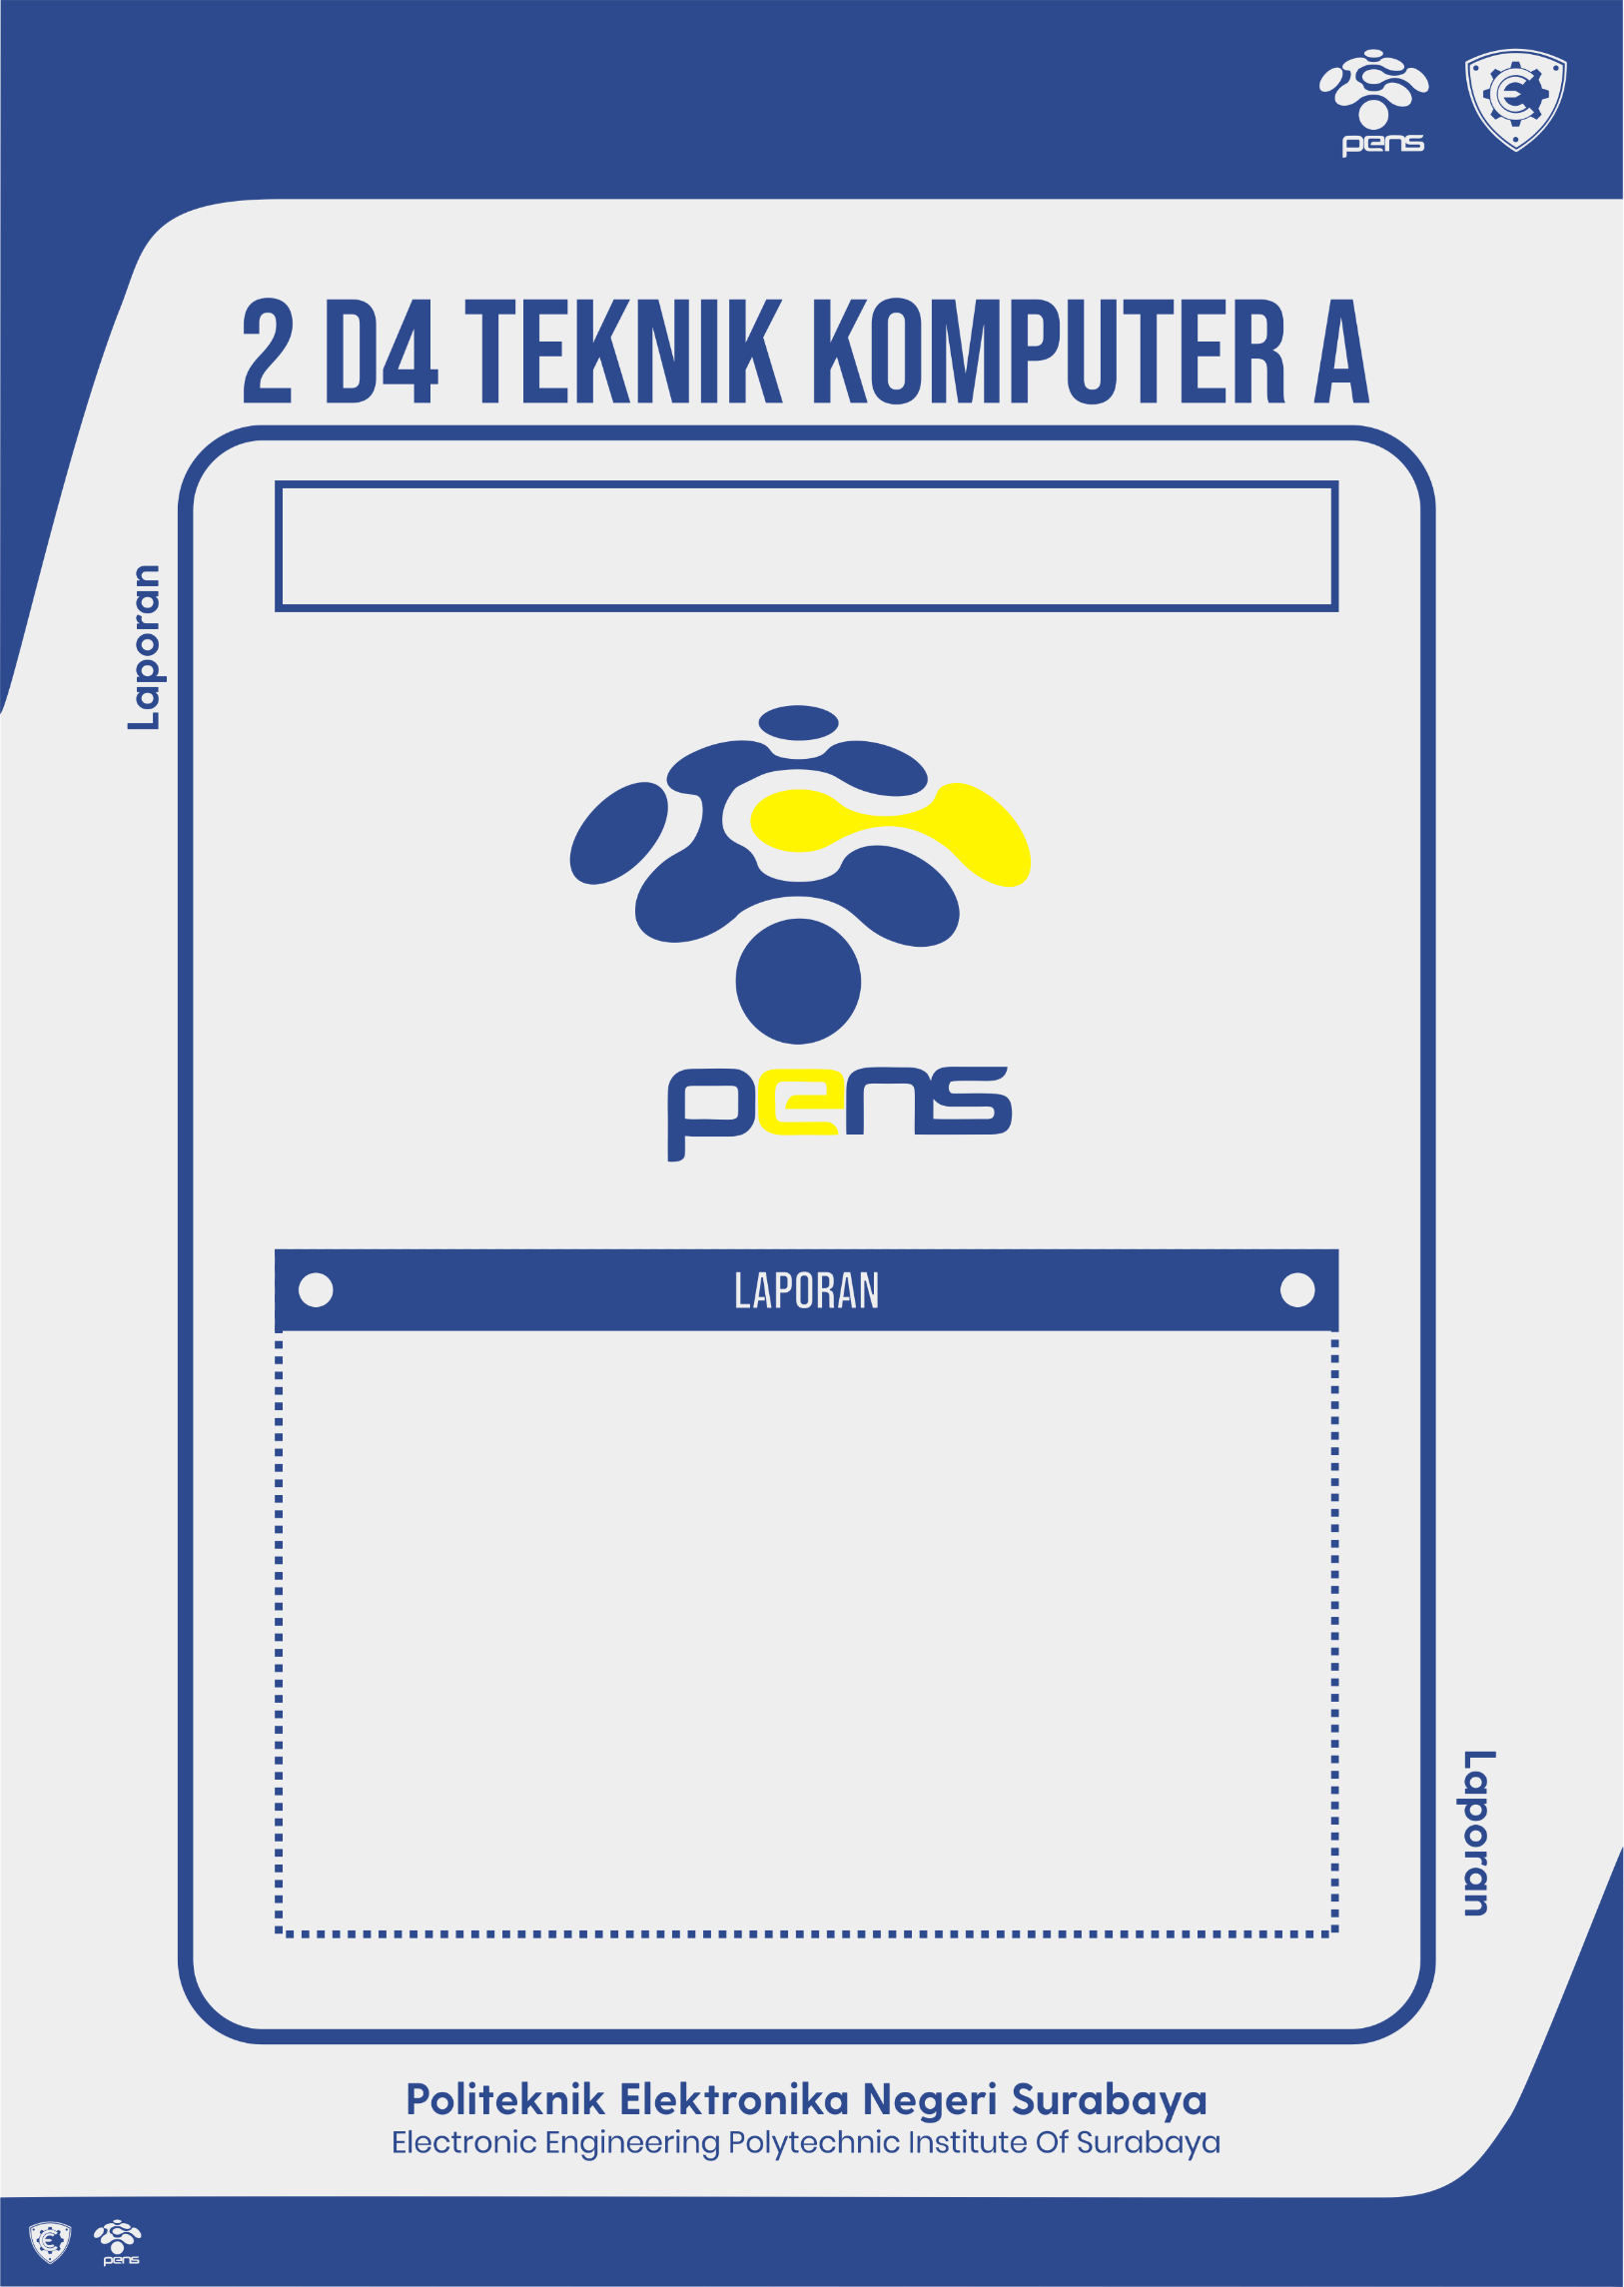 pens
2 D4 TEKNIK KOMPUTER A
Laporan
pens
LAPORAN
Laporan
Politeknik Elektronika Negeri Surabaya
Electronic Engineering Polytechnic Institute Of Surabaya
pens